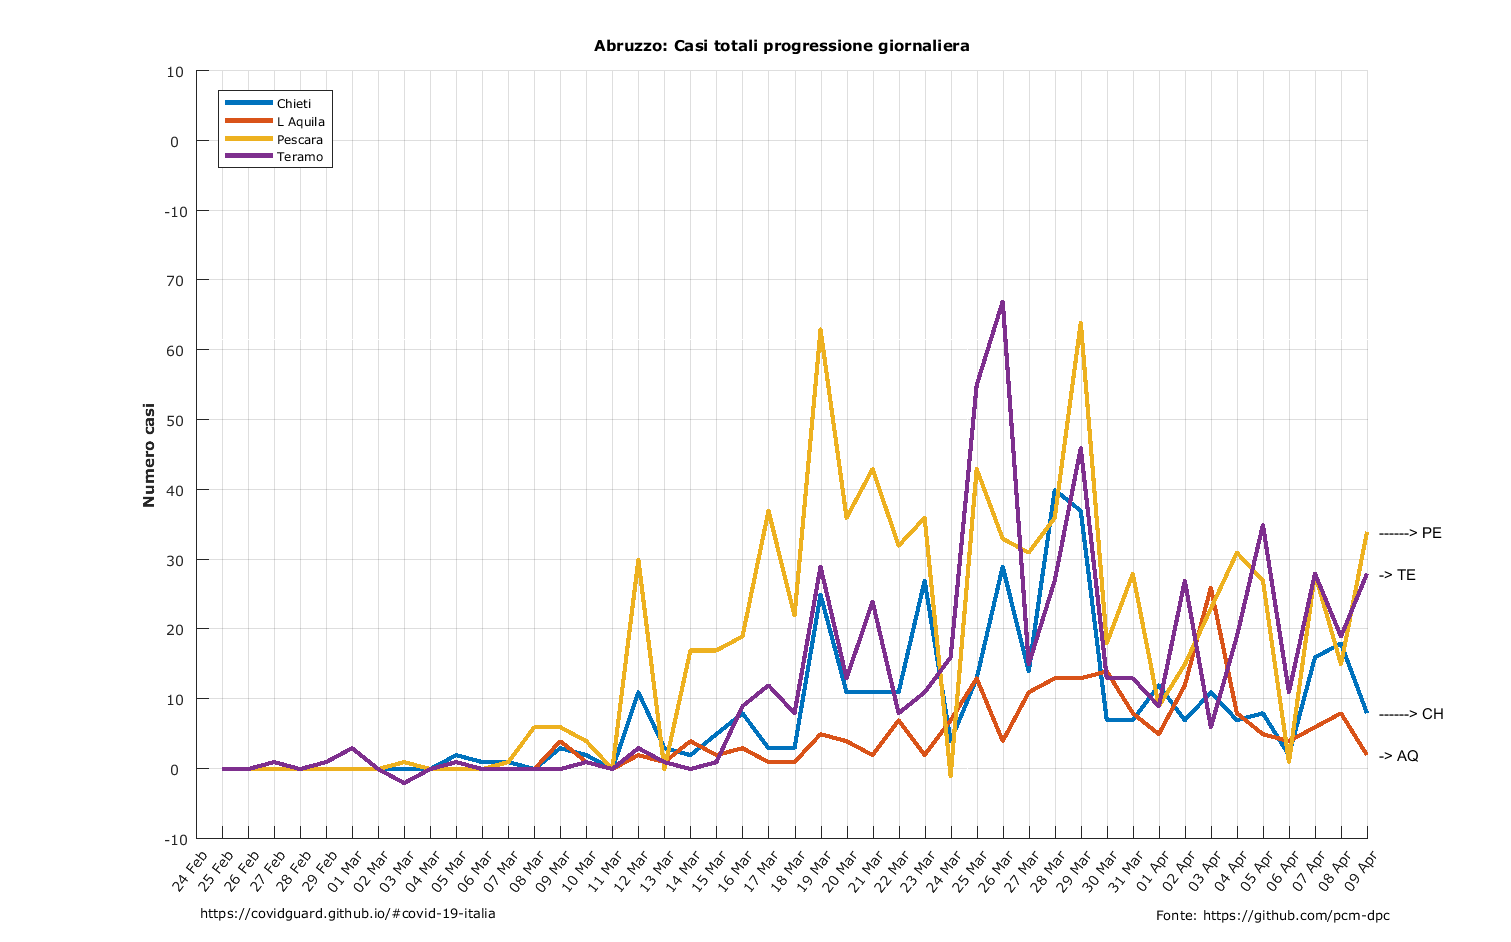 Abruzzo: Casi totali progressione giornaliera
10
0
-10
70
60
50
40
30
20
10
0
-10
Numero casi
Chieti
L Aquila
Pescara
Teramo
------> PE
-> TE
------> CH
-> AQ
24 Feb
25 Feb
26 Feb
27 Feb
28 Feb
29 Feb
01 Mar
02 Mar
03 Mar
04 Mar
05 Mar
06 Mar
07 Mar
08 Mar
09 Mar
10 Mar
11 Mar
12 Mar
13 Mar
14 Mar
15 Mar
16 Mar
17 Mar
18 Mar
19 Mar
20 Mar
21 Mar
22 Mar
23 Mar
24 Mar
25 Mar
26 Mar
27 Mar
28 Mar
29 Mar
30 Mar
31 Mar
01 Apr
02 Apr
03 Apr
04 Apr
05 Apr
06 Apr
07 Apr
08 Apr
09 Apr
https://covidguard.github.io/#covid-19-italia
Fonte: https://github.com/pcm-dpc